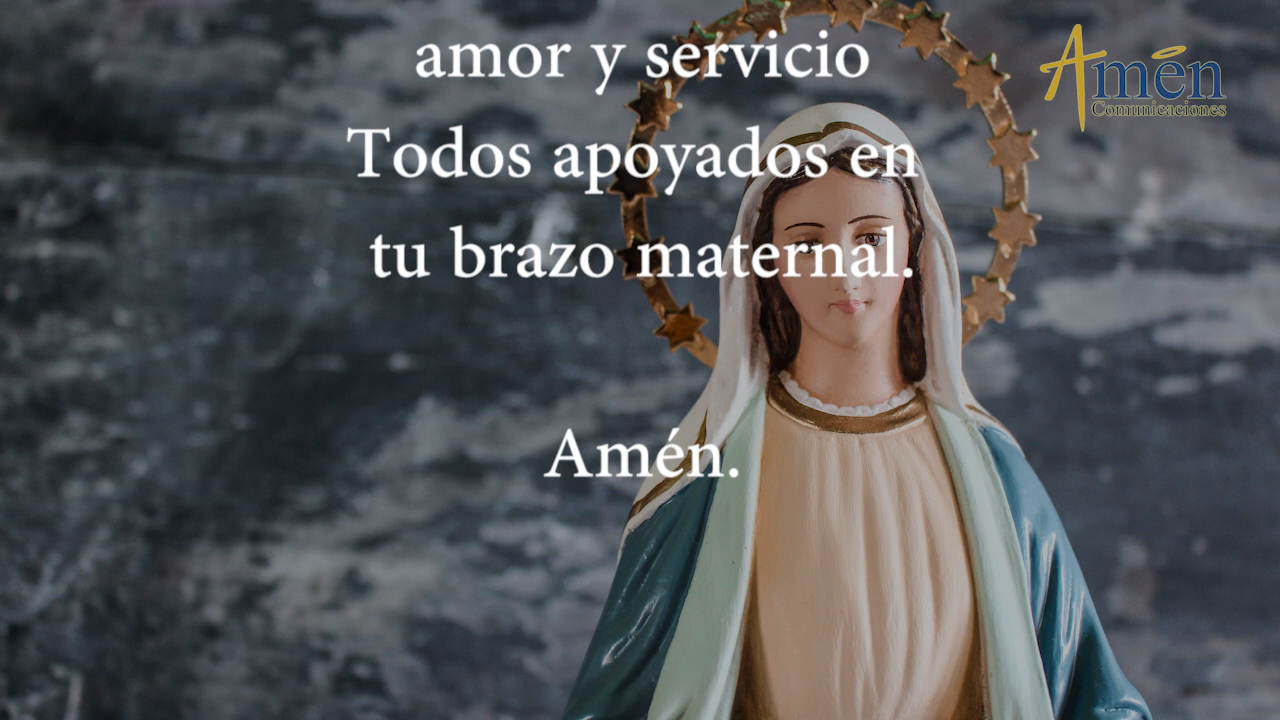 amor y servicio
Todos apoyados en
tu brazo maternal.
Amén.
Amén
Comunicaciones